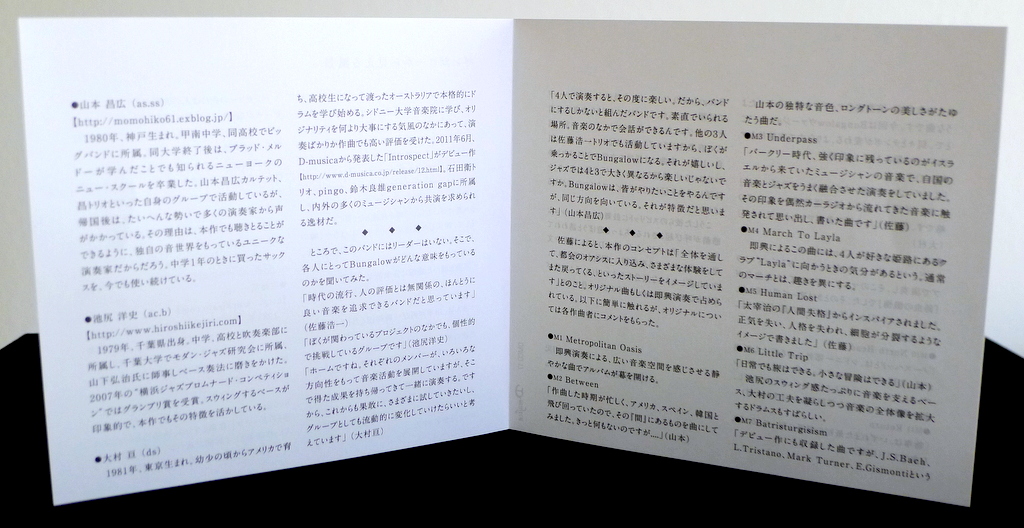 ●山本 昌広 (as.ss)
【http://momohiko61.exblog.jp/】
1980年、神戸生まれ。甲南中学、同高校でビッ
グバンドに所属。同大学終了後は、ブラッド・メル
ドーが学んだことでも知られるニューヨークの
ニュー・スクールを卒業した。山本昌広カルテット、
昌トリオといった自身のグループで活動しているが、
帰国後は、たいへんな勢いで多くの演奏家から声
がかかっている。その理由は、本作でも聴きとることが
できるように、独自の音世界をもっているユニークな
演奏家だからだろう。中学1年のときに買ったサック
スを、今でも使い続けている。
●池尻 洋史 (ac.b)
【http://www.hiroshiikejiri.com】
1979年、千葉県出身。中学、高校と吹奏楽部に
所属し、千葉大学でモダン・ジャズ研究会に所属。
山下弘治氏に師事しベース奏法に磨きをかけた。
2007年の“横浜ジャズプロムナード・コンペティショ
ン”ではグランプリ賞を受賞。スウィングするベースが
印象的で、本作でもその特徴を活かしている。
●大村 亘 (ds)
1981年、東京生まれ。幼少の頃からアメリカで育
ち、高校生になって渡ったオーストラリアで本格的にド
ラムを学び始める。シドニー大学音楽院に学び、オリ
ジナリティを何より大事にする気風のなかにあって、演
奏ばかりか作曲でも高い評価を受けた。2011年6月、
D-musicaから発表した「Introspect」がデビュー作
【http://www.d-musica.co.jp/release/123.html】。石田衛ト
リオ、pingo、鈴木良雄generation gapに所属
し、内外の多くのミュージシャンから共演を求められ
る逸材だ。
◆ ◆ ◆
ところで、このバンドにはリーダーはいない。そこで、
各人にとってBungalowがどんな意味をもっている
のかを聞いてみた。
「時代の流行、人の評価とは無関係の、ほんとうに
良い音楽を追求できるバンドだと思っています」
(佐藤浩一)
「ぼくが関わっているプロジェクトのなかでも、個性的
で挑戦しているグループです」(池尻洋史)
「ホームですね。それぞれのメンバーが、いろいろな
方向性をもって音楽活動を展開していますが、そこ
で得た成果を持ち帰ってきて一緒に演奏する。です
から、これからも果敢に、さまざまに試していきたいし、
グループとしても流動的に変化していけたらいいと考
えています」(大村亘)
「4人で演奏すると、その度に楽しい。だから、バンド
にするしかないと組んだバンドです。素直でいられる
場所。音楽のなかで会話ができるんです。他の3人
は佐藤浩一トリオでも活動していますから、ぼくが
乗っかることでBungalowになる。それが嬉しいし、
ジャズでは4と3で大きく異なるから楽しいじゃないで
すか。Bungalowは、皆がやりたいことをやるんです
が、同じ方向を向いている。それが特徴だと思いま
す」(山本昌広)
◆ ◆ ◆
佐藤によると、本作のコンセプトは「全体を通し
て、都会のオアシスに入り込み、さまざまな体験をして
また戻ってくる、といったストーリーをイメージしていま
す」とのこと。オリジナル曲もしくは即興演奏で占めら
れている。以下に簡単に触れるが、オリジナルについ
ては各作曲者にコメントをもらった。
●M1 Metropolitan Oasis
即興演奏による、広い音楽空間を感じさせる静
やかな曲でアルバムが幕を開ける。
●M2 Between
「作曲した時期が忙しく、アメリカ、スペイン、韓国と
飛び回っていたので、その「間」にあるものを曲にして
みました。きっと何もないのですが....」(山本)
山本の独特な音色、ロングトーンの美しさがたゆ
たう曲だ。
●M3 Underpass
「バークリー時代、強く印象に残っているのがイスラ
エルから来ていたミュージシャンの音楽で、自国の
音楽とジャズをうまく融合させた演奏をしていました。
その印象を偶然カーラジオから流れてきた音楽に触
発されて思い出し、書いた曲です」(佐藤)
●M4 March To Layla
即興によるこの曲には、4人が好きな姫路にあるク
ラブ“Layla”に向かうときの気分があるという。通常
のマーチとは、趣きを異にする。
●M5 Human Lost
「太宰治の『人間失格』からインスパイアされました。
正気を失い、人格を失われ、細胞が分裂するような
イメージで書きました」(佐藤)
●M6 Little Trip
「日常でも旅はできる。小さな冒険はできる」(山本)
池尻のスウィング感たっぷりに音楽を支えるベー
ス、大村の工夫を凝らしつつ音楽の全体像を拡大
するドラムスもすばらしい。
●M7 Batristurgisism
「デビュー作にも収録した曲ですが、J.S.Bach、
L.Tristano、Mark Turner、E.Gismontiという